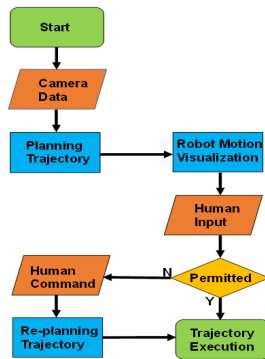 Start
Camera
Data
Planning
Trajectory
Robot Motion
Visualization
Human
Input
Permitted
N
Y
Human
Command
Re-planning
Trajectory
Trajectory
Execution